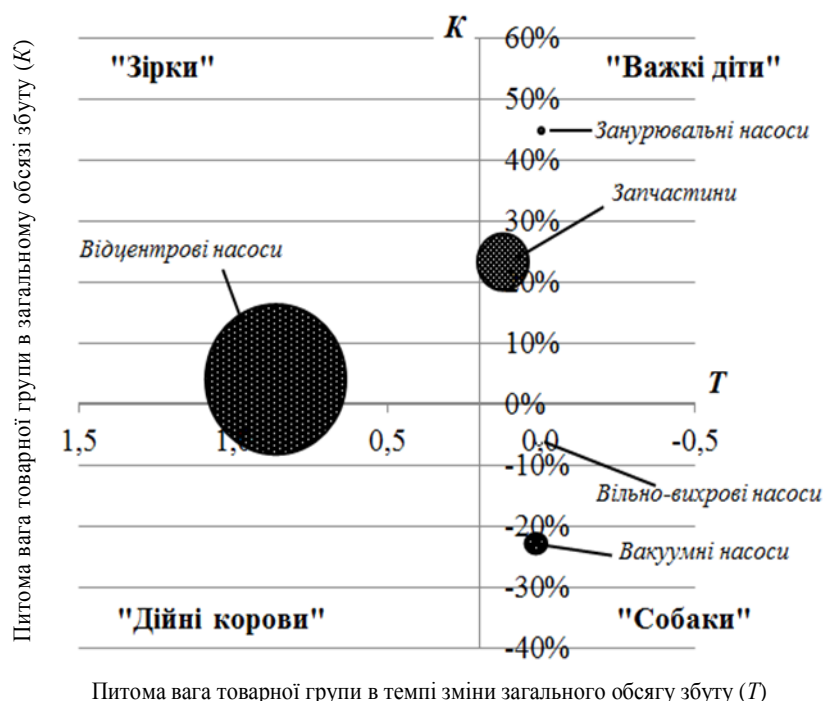 Питома вага товарної групи в загальному обсязі збуту (К)
К
60%
"Зірки"
"Важкі діти"
50%
Занурювальні насоси
40%
Запчастини
30%
Відцентрові насоси
20%
10%
Т
0%
1,5
1,0
0,5
0,0
-0,5
-10%
Вільно-вихрові насоси
-20%
Вакуумні насоси
-30%
"Дійні корови"
"Собаки"
-40%
Питома вага товарної групи в темпі зміни загального обсягу збуту (Т)